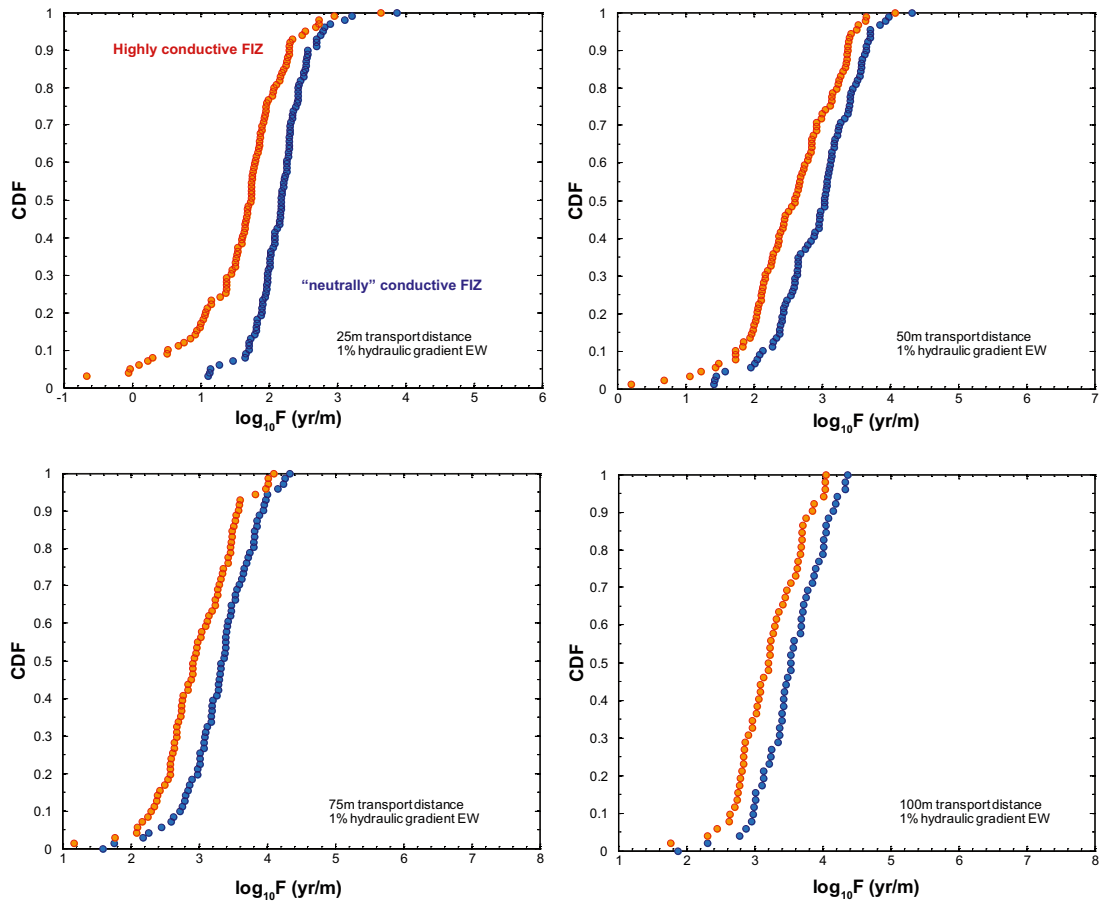 1
0.9
0.8
0.7
0.6
0.5
0.4
0.3
0.2
0.1
0
CDF
Highly conductive FIZ
“neutrally” conductive FIZ
25m transport distance
1% hydraulic gradient EW
-1 0 1 2 3 4 5 6
log10F (yr/m)
1
0.9
0.8
0.7
0.6
0.5
0.4
0.3
0.2
0.1
0
CDF
50m transport distance
1% hydraulic gradient EW
0 1 2 3 4 5 6 7
log10F (yr/m)
1
0.9
0.8
0.7
0.6
0.5
0.4
0.3
0.2
0.1
0
CDF
75m transport distance
1% hydraulic gradient EW
1 2 3 4 5 6 7 8
log10F (yr/m)
1
0.9
0.8
0.7
0.6
0.5
0.4
0.3
0.2
0.1
0
CDF
100m transport distance
1% hydraulic gradient EW
1 2 3 4 5 6 7 8
log10F (yr/m)